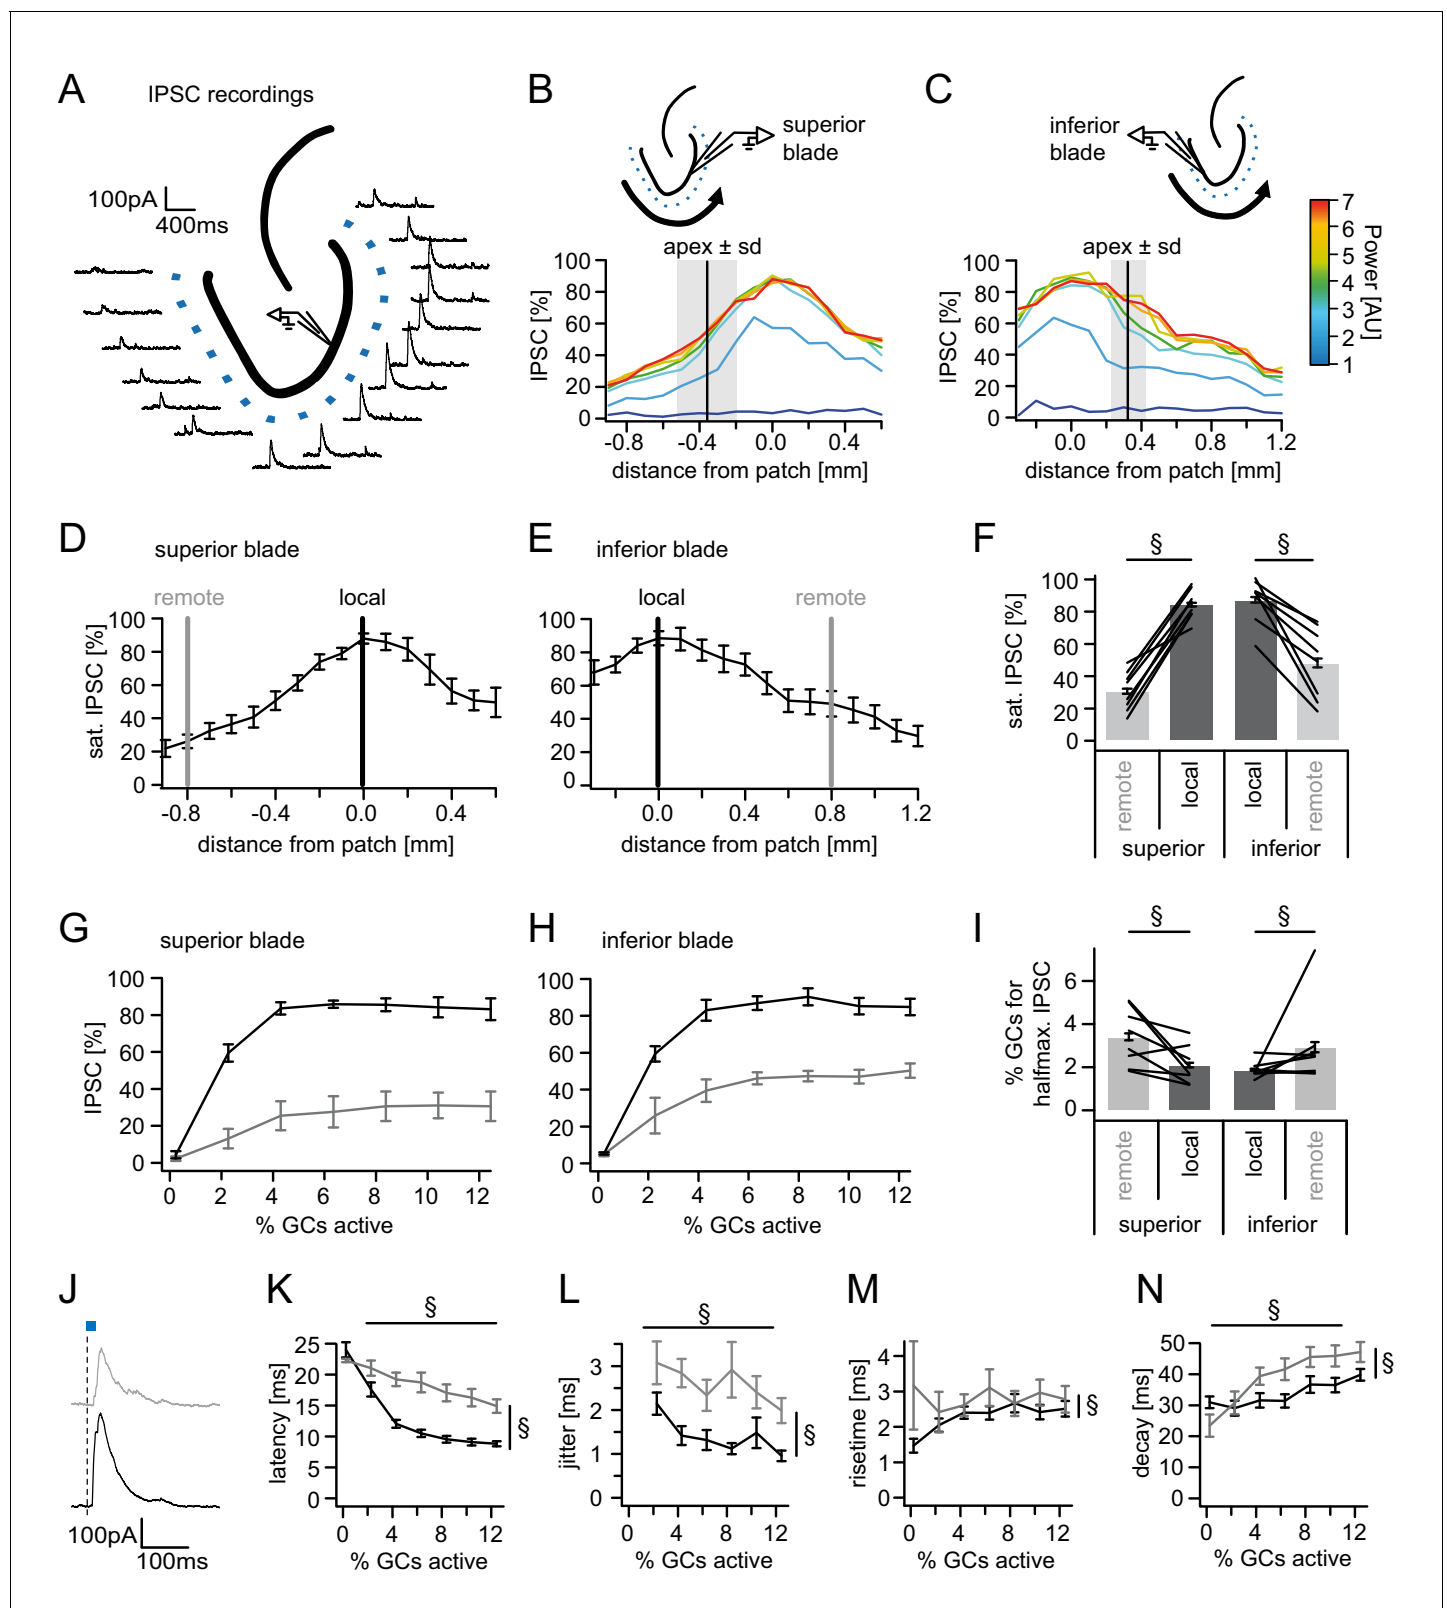 A
IPSC recordings
100pA
400ms
B
superior
blade
apex ± sd
IPSC [%]
100
80
60
40
20
0
-0.8
-0.4
0.0
0.4
distance from patch [mm]
C
inferior
blade
apex ± sd
IPSC [%]
100
80
60
40
20
0
0.0
0.4
0.8
1.2
distance from patch [mm]
7
6
5
4
3
2
1
Power [AU]
D
superior blade
remote
local
sat. IPSC [%]
100
80
60
40
20
0
-0.8
-0.4
0.0
0.4
distance from patch [mm]
E
inferior blade
local
remote
100
80
60
40
20
0
0.0
0.4
0.8
1.2
distance from patch [mm]
F
§
§
sat. IPSC [%]
100
80
60
40
20
0
remote
local
local
remote
superior
inferior
G
superior blade
IPSC [%]
100
80
60
40
20
0
0
2
4
6
8
10
12
% GCs active
H
inferior blade
100
80
60
40
20
0
0
2
4
6
8
10
12
% GCs active
I
§
§
% GCs for
halfmax. IPSC
6
4
2
0
remote
local
local
remote
superior
inferior
J
100pA
100ms
K
§
latency [ms]
25
20
15
10
5
0
§
0
4
8
12
% GCs active
L
§
jitter [ms]
3
2
1
0
§
0
4
8
12
% GCs active
M
risetime [ms]
4
3
2
1
0
§
0
4
8
12
% GCs active
N
§
decay [ms]
50
40
30
20
10
0
§
0
4
8
12
% GCs active